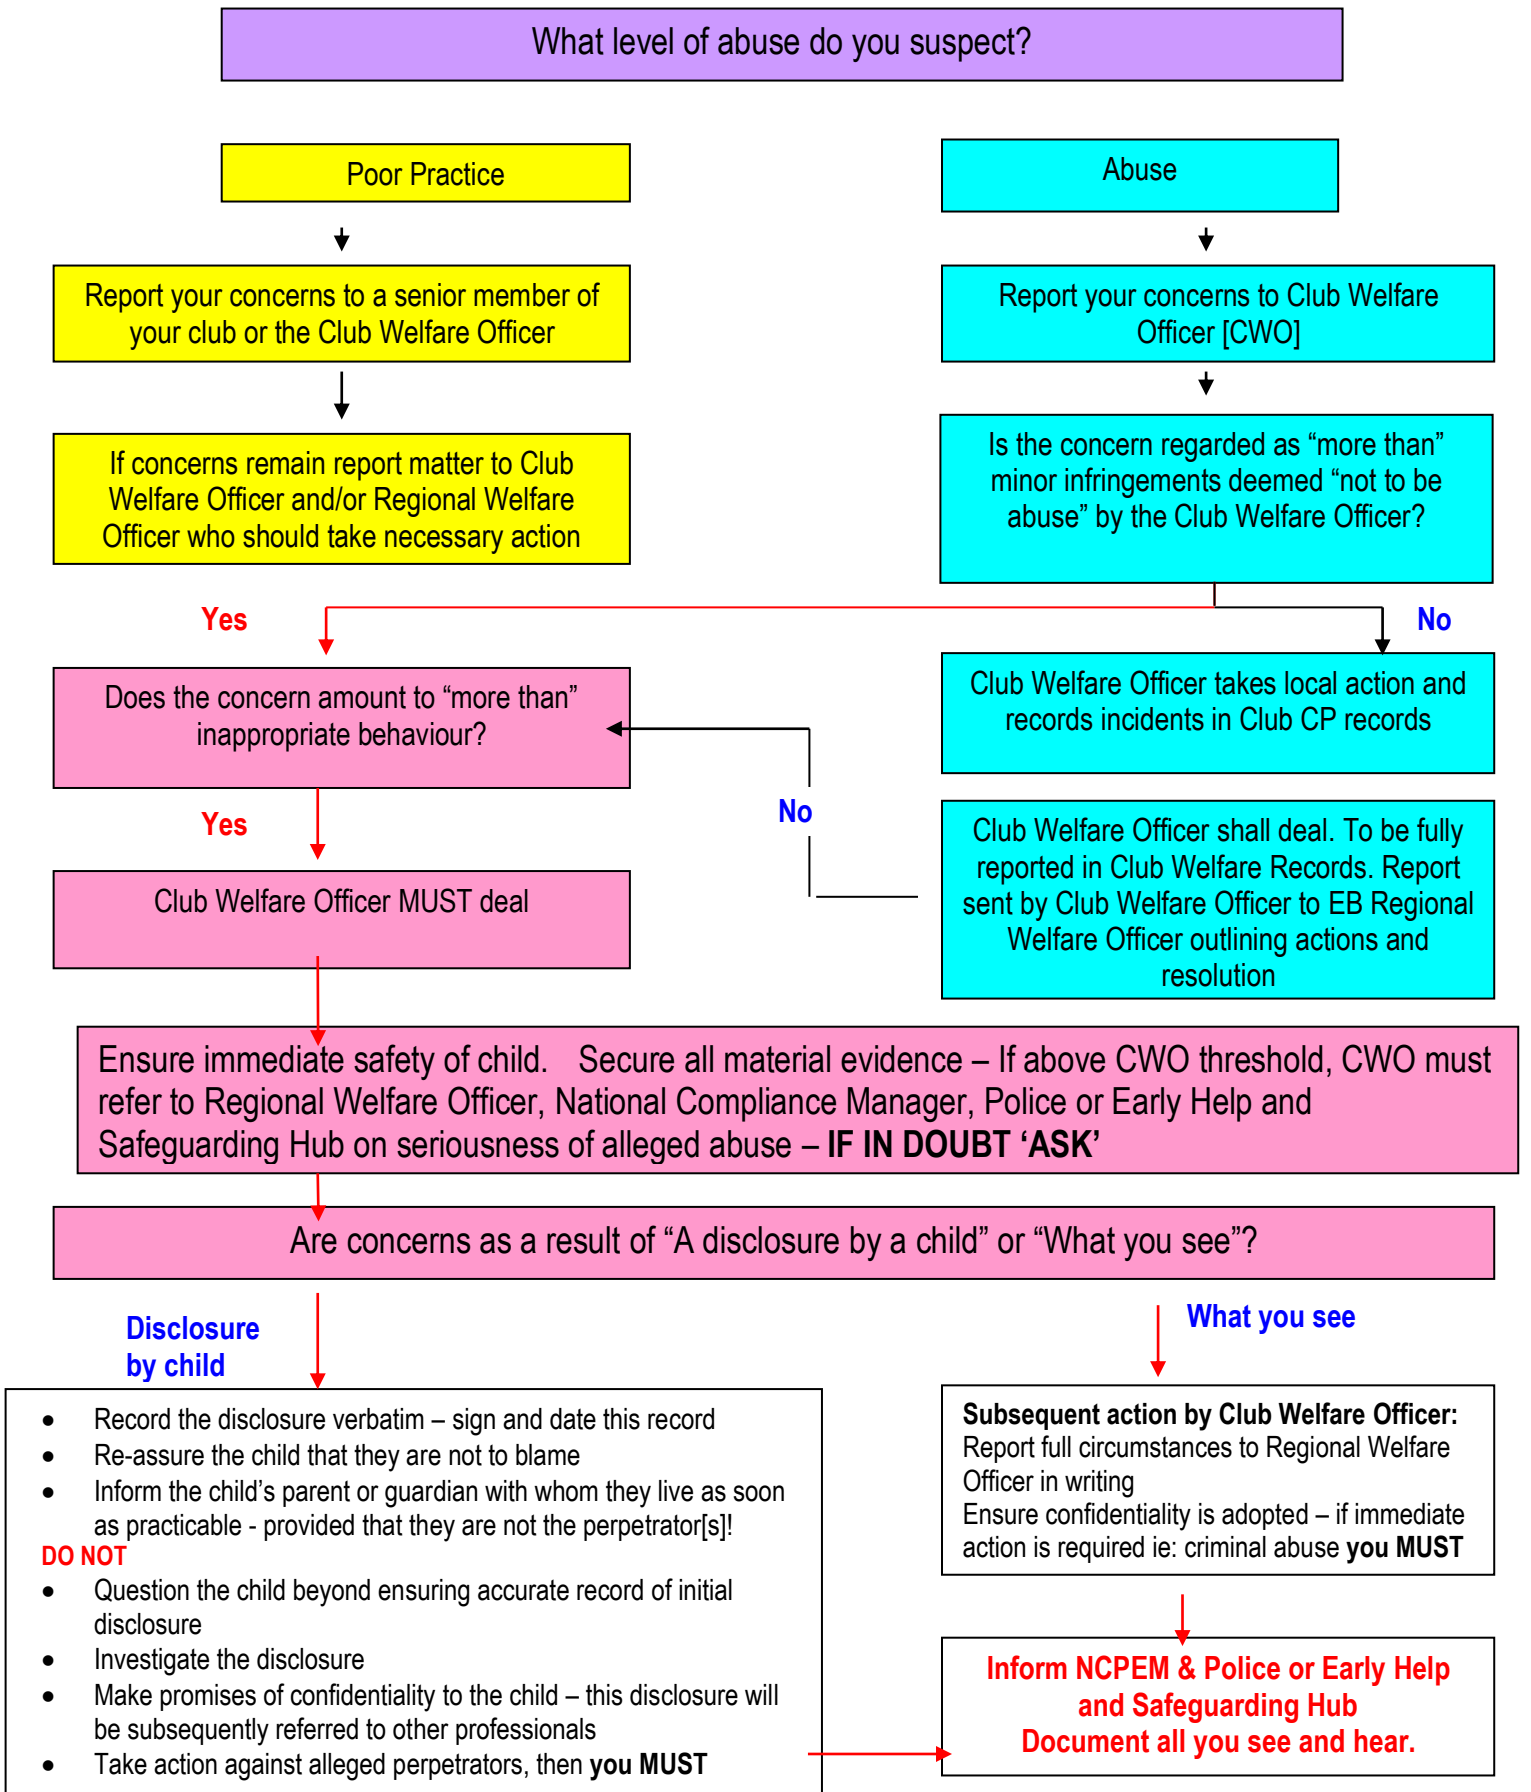 What level of abuse do you suspect?
Poor Practice
Abuse
Report your concerns to a senior member of
your club or the Club Welfare Officer
Report your concerns to Club Welfare
Officer [CWO]
If concerns remain report matter to Club
Welfare Officer and/or Regional Welfare
Officer who should take necessary action
Is the concern regarded as “more than”
minor infringements deemed “not to be
abuse” by the Club Welfare Officer?
Yes
No
Does the concern amount to “more than”
inappropriate behaviour?
Club Welfare Officer takes local action and
records incidents in Club CP records
Yes
No
Club Welfare Officer MUST deal
Club Welfare Officer shall deal. To be fully
reported in Club Welfare Records. Report
sent by Club Welfare Officer to EB Regional
Welfare Officer outlining actions and
resolution
Ensure immediate safety of child. Secure all material evidence – If above CWO threshold, CWO must
refer to Regional Welfare Officer, National Compliance Manager, Police or Early Help and
Safeguarding Hub on seriousness of alleged abuse – IF IN DOUBT ‘ASK’
Are concerns as a result of “A disclosure by a child” or “What you see”?
Disclosure
by child
What you see
• Record the disclosure verbatim – sign and date this record
• Re-assure the child that they are not to blame
• Inform the child’s parent or guardian with whom they live as soon
as practicable - provided that they are not the perpetrator[s]!
DO NOT
• Question the child beyond ensuring accurate record of initial
disclosure
• Investigate the disclosure
• Make promises of confidentiality to the child – this disclosure will
be subsequently referred to other professionals
• Take action against alleged perpetrators, then you MUST
Subsequent action by Club Welfare Officer:
Report full circumstances to Regional Welfare
Officer in writing
Ensure confidentiality is adopted – if immediate
action is required ie: criminal abuse you MUST
Inform NCPEM & Police or Early Help
and Safeguarding Hub
Document all you see and hear.